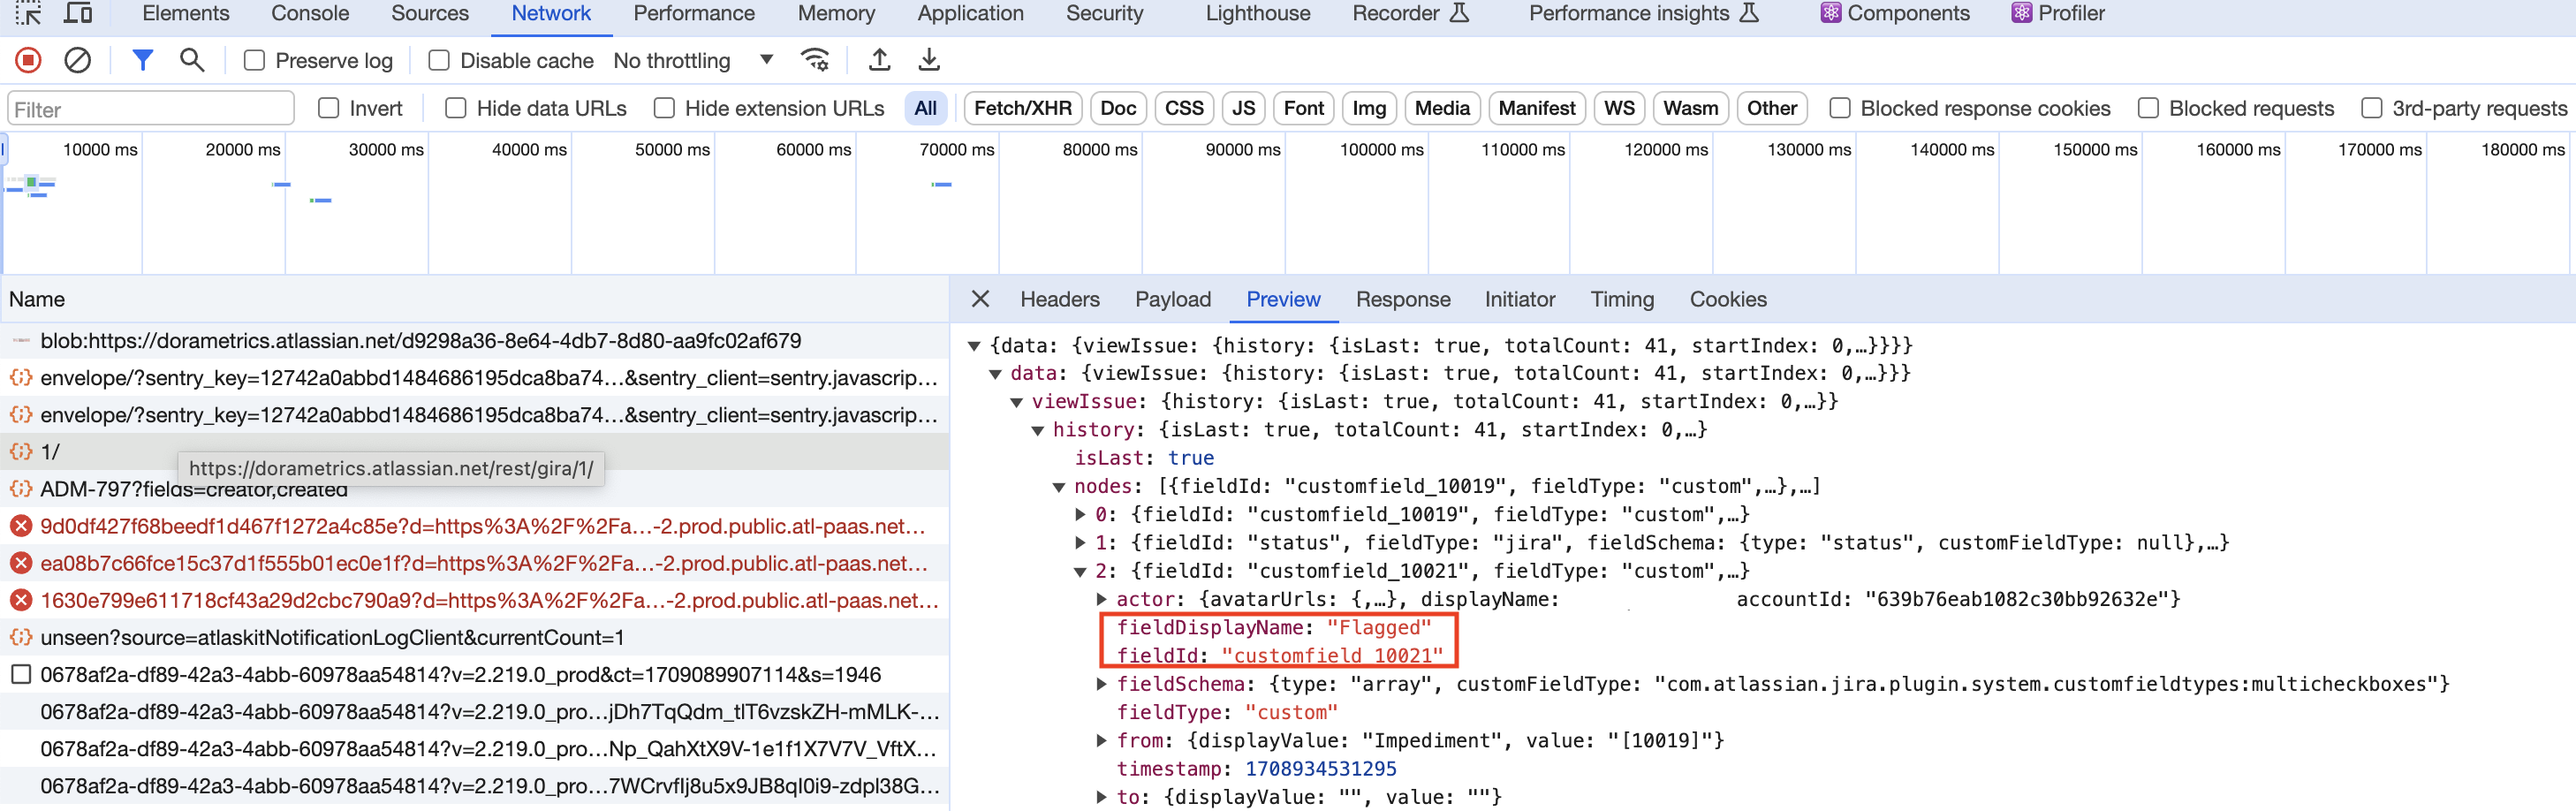 Elements Console Sources Network Performance Memory Application Security Lighthouse Recorder Performance insights Components Profiler
Preserve log Disable cache No throttling
Filter Invert Hide data URLs Hide extension URLs All Fetch/XHR Doc CSS JS Font Img Media Manifest WS Wasm Other Blocked response cookies Blocked requests 3rd-party requests
10000 ms 20000 ms 30000 ms 40000 ms 50000 ms 60000 ms 70000 ms 80000 ms 90000 ms 100000 ms 110000 ms 120000 ms 130000 ms 140000 ms 150000 ms 160000 ms 170000 ms 180000 ms
Name
blob:https://dorametrics.atlassian.net/d9298a36-8e64-4db7-8d80-aa9fc02af679
envelope/?sentry_key=12742a0abbd1484686195dca8ba74…&sentry_client=sentry.javascrip…
envelope/?sentry_key=12742a0abbd1484686195dca8ba74…&sentry_client=sentry.javascrip…
1/
https://dorametrics.atlassian.net/rest/gira/1/
ADM-797?fields=creator,created
9d0df427f68beedf1d467f1272a4c85e?d=https%3A%2F%2Fa…-2.prod.public.atl-paas.net…
ea08b7c66fce15c37d1f555b01ec0e1f?d=https%3A%2F%2Fa…-2.prod.public.atl-paas.net…
1630e799e611718cf43a29d2cbc790a9?d=https%3A%2F%2Fa…-2.prod.public.atl-paas.net…
unseen?source=atlaskitNotificationLogClient&currentCount=1
0678af2a-df89-42a3-4abb-60978aa54814?v=2.219.0_prod&ct=1709089907114&s=1946
0678af2a-df89-42a3-4abb-60978aa54814?v=2.219.0_pro…jDh7TqQdm_tlT6vzskZH-mMLK-…
0678af2a-df89-42a3-4abb-60978aa54814?v=2.219.0_pro…Np_QahXtX9V-1e1f1X7V7V_VftX…
0678af2a-df89-42a3-4abb-60978aa54814?v=2.219.0_pro…7WCrvfIj8u5x9JB8qI0i9-zdpl38G…
Headers Payload Preview Response Initiator Timing Cookies
{data: {viewIssue: {history: {isLast: true, totalCount: 41, startIndex: 0,…}}}}
data: {viewIssue: {history: {isLast: true, totalCount: 41, startIndex: 0,…}}}
viewIssue: {history: {isLast: true, totalCount: 41, startIndex: 0,…}}
history: {isLast: true, totalCount: 41, startIndex: 0,…}
isLast: true
nodes: [{fieldId: "customfield_10019", fieldType: "custom",…},…]
0: {fieldId: "customfield_10019", fieldType: "custom",…}
1: {fieldId: "status", fieldType: "jira", fieldSchema: {type: "status", customFieldType: null},…}
2: {fieldId: "customfield_10021", fieldType: "custom",…}
actor: {avatarUrls: {,…}, displayName: accountId: "639b76eab1082c30bb92632e"}
fieldDisplayName: "Flagged"
fieldId: "customfield_10021"
fieldSchema: {type: "array", customFieldType: "com.atlassian.jira.plugin.system.customfieldtypes:multicheckboxes"}
fieldType: "custom"
from: {displayValue: "Impediment", value: "[10019]"}
timestamp: 1708934531295
to: {displayValue: "", value: ""}